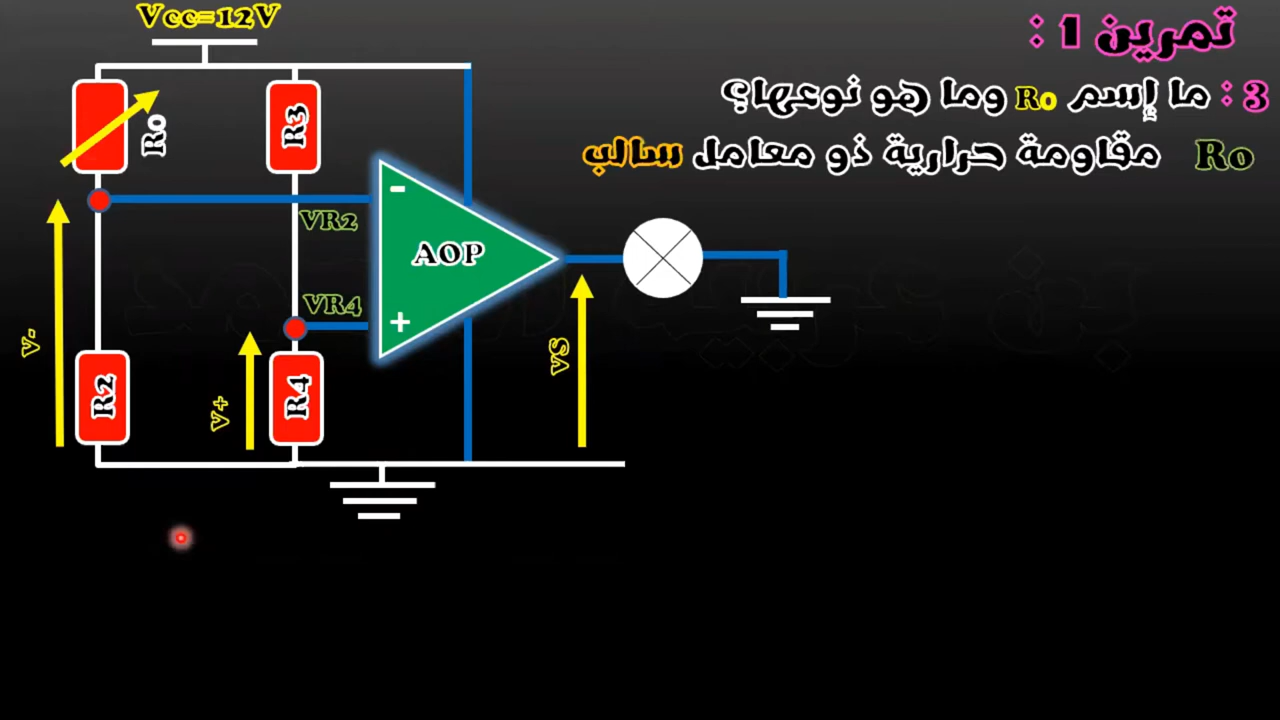 تمرين 1 :
3 : ما إسم Ro وما هو نوعها؟
Ro مقاومة حرارية ذو معامل سالب
Vcc=12V
Ro
R3
-
VR2
AOP
VR4
+
V-
V+
VS
R2
R4